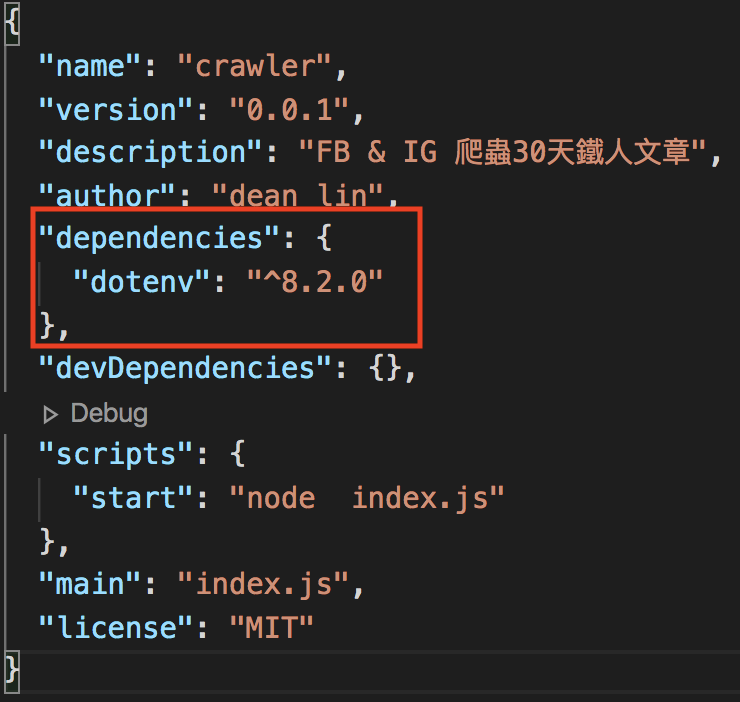 {
"name": "crawler",
"version": "0.0.1",
"description": "FB & IG 爬蟲30天鐵人文章",
"author": "dean lin",
"dependencies": {
"dotenv": "^8.2.0"
},
"devDependencies": {},
Debug
"scripts": {
"start": "node  index.js"
},
"main": "index.js",
"license": "MIT"
}